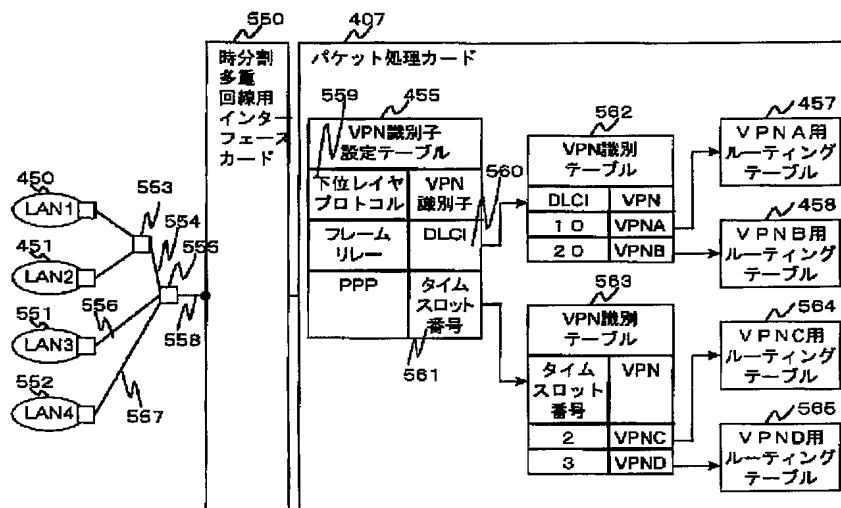 550
407
時分割
多重
回線用
インター
フェース
カード
パケット処理カード
559
455
VPN識別子
設定テーブル
下位レイヤ
プロトコル
VPN
識別子
560
フレーム
リレー
DLCI
PPP
タイム
スロット
番号
561
562
VPN識別
テーブル
DLCI
VPN
10
VPNA
20
VPNB
563
VPN識別
テーブル
タイム
スロット
番号
VPN
2
VPNC
3
VPND
457
VPNA用
ルーティング
テーブル
458
VPNB用
ルーティング
テーブル
564
VPNC用
ルーティング
テーブル
565
VPND用
ルーティング
テーブル
450
LAN1
553
554
555
451
LAN2
556
551
LAN3
558
552
LAN4
557